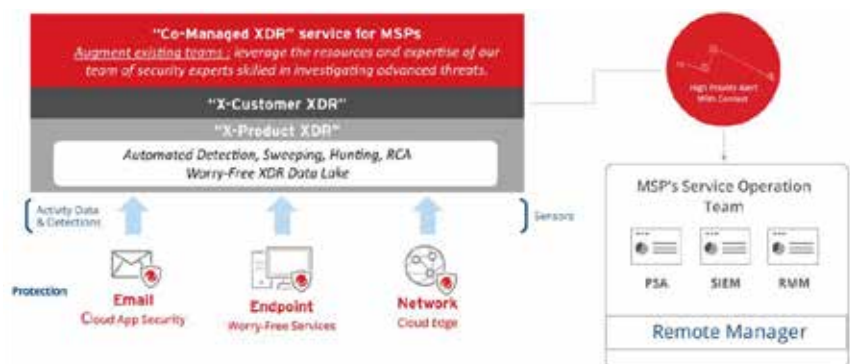 "Co-Managed XDR" service for MSPs
Augment existing teams : leverage the resources and expertise of our
team of security experts skilled in investigating advanced threats.
"X-Customer XDR"
"X-Product XDR"
Automated Detection, Sweeping, Hunting, RCA
Worry-Free XDR Data Lake
Activity Data
& Detections
Sensors
Protection
Email
Cloud App Security
Endpoint
Worry-Free Services
Network
Cloud Edge
High Priority Alert
With Context
MSP's Service Operation
Team
PSA
SIEM
RMM
Remote Manager